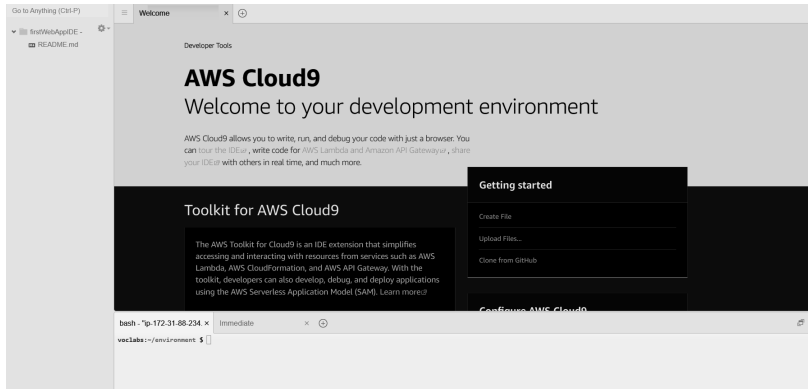 Go to Anything (Ctrl-P)
Welcome
firstWebAppIDE -
README.md
Developer Tools
AWS Cloud9
Welcome to your development environment
AWS Cloud9 allows you to write, run, and debug your code with just a browser. You
can tour the IDE, write code for AWS Lambda and Amazon API Gateway, share
your IDE with others in real time, and much more.
Getting started
Create File
Upload Files...
Clone from GitHub
Toolkit for AWS Cloud9
The AWS Toolkit for Cloud9 is an IDE extension that simplifies
accessing and interacting with resources from services such as AWS
Lambda, AWS CloudFormation, and AWS API Gateway. With the
toolkit, developers can also develop, debug, and deploy applications
using the AWS Serverless Application Model (SAM). Learn more
Configure AWS Cloud9
bash - "ip-172-31-88-234.
Immediate
voclabs:~/environment $